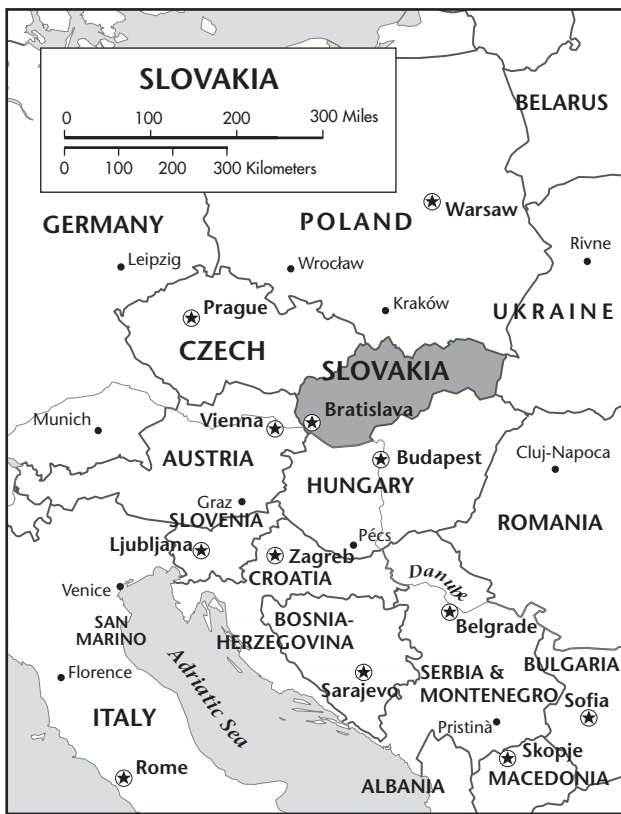 SLOVAKIA
0 100 200 300 Miles
0 100 200 300 Kilometers
BELARUS
GERMANY
POLAND
Warsaw
Leipzig
Wrocław
Rivne
Prague
Kraków
UKRAINE
CZECH
SLOVAKIA
Munich
Vienna
Bratislava
AUSTRIA
Budapest
Cluj-Napoca
HUNGARY
Graz
SLOVENIA
ROMANIA
Ljubljana
Zagreb
Pécs
CROATIA
Venice
Danube
SAN
MARINO
BOSNIA-
HERZEGOVINA
Belgrade
Florence
Adriatic Sea
Sarajevo
SERBIA &
MONTENEGRO
BULGARIA
Sofia
ITALY
Pristinà
Rome
Skopje
ALBANIA
MACEDONIA